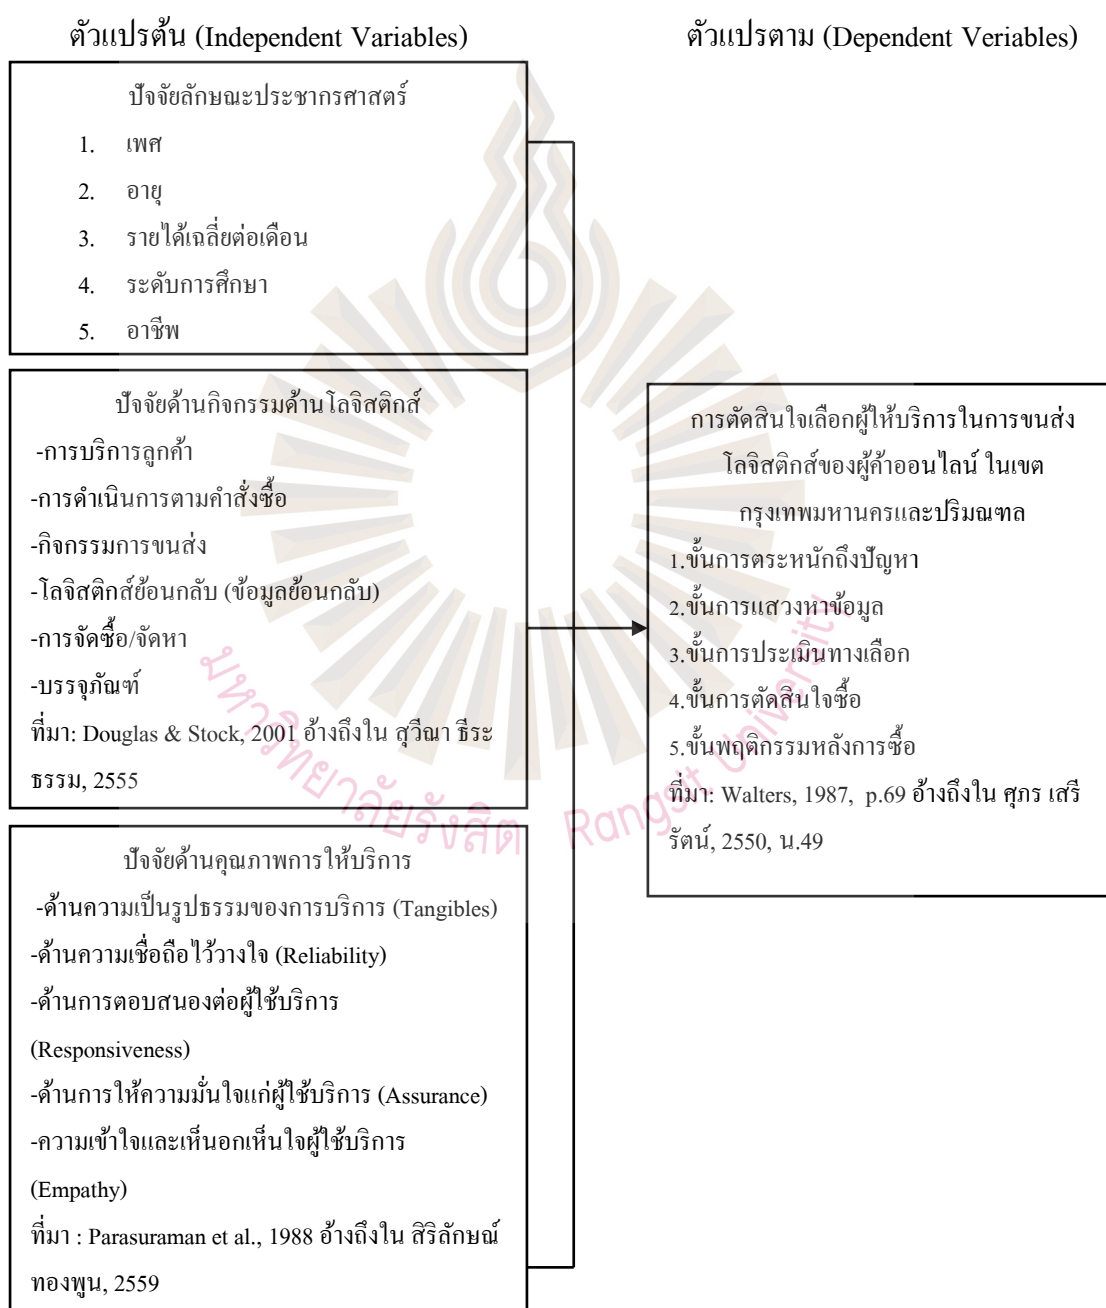 ตัวแปรต้น (Independent Variables)
ปัจจัยลักษณะประชากรศาสตร์
1. เพศ
2. อายุ
3. รายได้เฉลี่ยต่อเดือน
4. ระดับการศึกษา
5. อาชีพ
ปัจจัยด้านกิจกรรมด้านโลจิสติกส์
-การบริการลูกค้า
-การดำเนินการตามคำสั่งซื้อ
-กิจกรรมการขนส่ง
-โลจิสติกส์ย้อนกลับ (ข้อมูลย้อนกลับ)
-การจัดซื้อ/จัดหา
-บรรจุภัณฑ์
ที่มา: Douglas & Stock, 2001 อ้างถึงใน สุวีณา ธีระ
ธรรม, 2555
ปัจจัยด้านคุณภาพการให้บริการ
-ด้านความเป็นรูปธรรมของการบริการ (Tangibles)
-ด้านความเชื่อถือไว้วางใจ (Reliability)
-ด้านการตอบสนองต่อผู้ใช้บริการ
(Responsiveness)
-ด้านการให้ความมั่นใจแก่ผู้ใช้บริการ (Assurance)
-ความเข้าใจและเห็นอกเห็นใจผู้ใช้บริการ
(Empathy)
ที่มา : Parasuraman et al., 1988 อ้างถึงใน สิริลักษณ์
ทองพูน, 2559
ตัวแปรตาม (Dependent Veriables)
การตัดสินใจเลือกผู้ให้บริการในการขนส่ง
โลจิสติกส์ของผู้ค้าออนไลน์ ในเขต
กรุงเทพมหานครและปริมณฑล
1.ขั้นการตระหนักถึงปัญหา
2.ขั้นการแสวงหาข้อมูล
3.ขั้นการประเมินทางเลือก
4.ขั้นการตัดสินใจซื้อ
5.ขั้นพฤติกรรมหลังการซื้อ
ที่มา: Walters, 1987, p.69 อ้างถึงใน ศุภร เสรี
รัตน์, 2550, น.49
มหาวิทยาลัยรังสิต Rangsit University